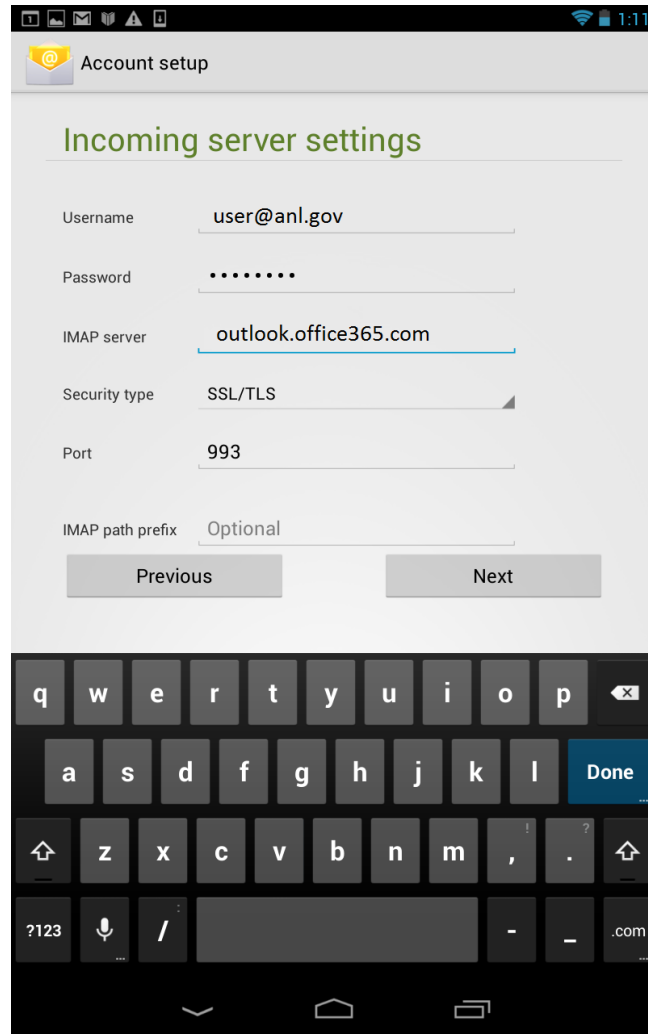 1:11
Account setup
Incoming server settings
Username user@anl.gov
Password ••••••••
IMAP server outlook.office365.com
Security type SSL/TLS
Port 993
IMAP path prefix Optional
Previous Next
q w e r t y u i o p
a s d f g h j k l Done
...
! ?
z x c v b n m , .
:
?123 / - _ .com
... ...